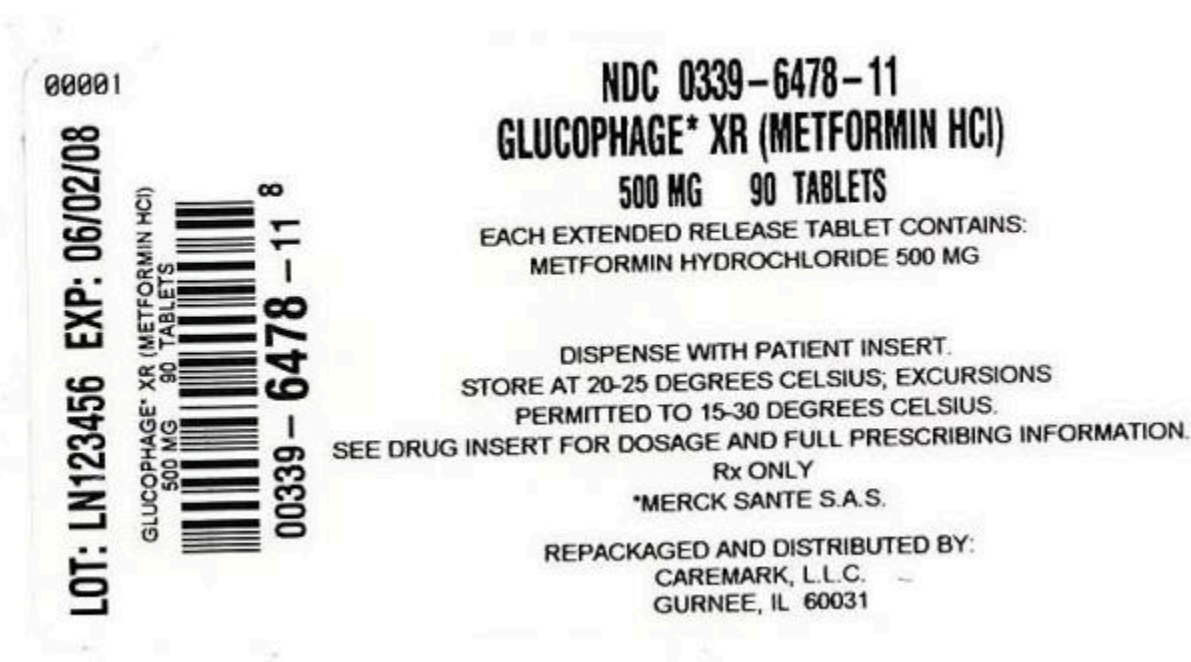 00001
LOT: LN123456 EXP: 06/02/08
GLUCOPHAGE* XR (METFORMIN HCl)
500 MG 90 TABLETS
00339-6478-11 8
NDC 0339-6478-11
GLUCOPHAGE* XR (METFORMIN HCl)
500 MG 90 TABLETS
EACH EXTENDED RELEASE TABLET CONTAINS:
METFORMIN HYDROCHLORIDE 500 MG
DISPENSE WITH PATIENT INSERT.
STORE AT 20-25 DEGREES CELSIUS; EXCURSIONS
PERMITTED TO 15-30 DEGREES CELSIUS.
SEE DRUG INSERT FOR DOSAGE AND FULL PRESCRIBING INFORMATION.
Rx ONLY
*MERCK SANTE S.A.S.
REPACKAGED AND DISTRIBUTED BY:
CAREMARK, L.L.C.
GURNEE, IL 60031